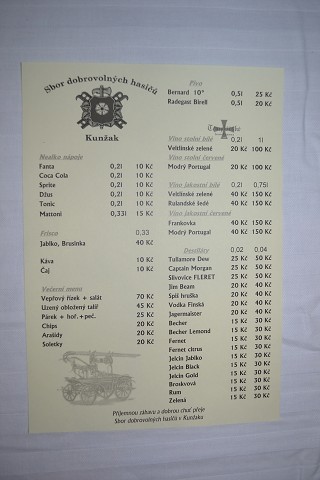 Sbor dobrovolných hasičů
Kunžak
Nealko nápoje
Fanta 0,2l 10 Kč
Coca Cola 0,2l 10 Kč
Sprite 0,2l 10 Kč
Džus 0,2l 10 Kč
Tonic 0,2l 10 Kč
Mattoni 0,33l 15 Kč
Frisco 0,33
Jablko, Brusinka 40 Kč
Káva 10 Kč
Čaj 10 Kč
Večerní menu
Vepřový řízek + salát 70 Kč
Uzený obložený talíř 45 Kč
Párek + hoř.+peč. 25 Kč
Chips 20 Kč
Arašídy 20 Kč
Soletky 20 Kč
Pivo
Bernard 10° 0,5l 25 Kč
Radegast Birell 0,5l 20 Kč
Víno stolní bílé 0,2l 1l
Veltlínské zelené 20 Kč 100 Kč
Víno stolní červené
Modrý Portugal 20 Kč 100 Kč
Víno jakostní bílé 0,2l 0,75l
Veltlínské zelené 40 Kč 150 Kč
Rulandské šedé 40 Kč 150 Kč
Víno jakostní červené
Frankovka 40 Kč 150 Kč
Modrý Portugal 40 Kč 150 Kč
Destiláty 0,02 0,04
Tullamore Dew 25 Kč 50 Kč
Captain Morgan 25 Kč 50 Kč
Slivovice FLERET 25 Kč 50 Kč
Jim Beam 20 Kč 40 Kč
Spiš hruška 20 Kč 40 Kč
Vodka Finská 20 Kč 40 Kč
Jagermaister 20 Kč 40 Kč
Becher 15 Kč 30 Kč
Becher Lemond 15 Kč 30 Kč
Fernet 15 Kč 30 Kč
Fernet citrus 15 Kč 30 Kč
Jelcin Jablko 15 Kč 30 Kč
Jelcin Black 15 Kč 30 Kč
Jelcin Gold 15 Kč 30 Kč
Broskvová 15 Kč 30 Kč
Rum 15 Kč 30 Kč
Zelená 15 Kč 30 Kč
Příjemnou zábavu a dobrou chuť přeje
Sbor dobrovolných hasičů v Kunžaku